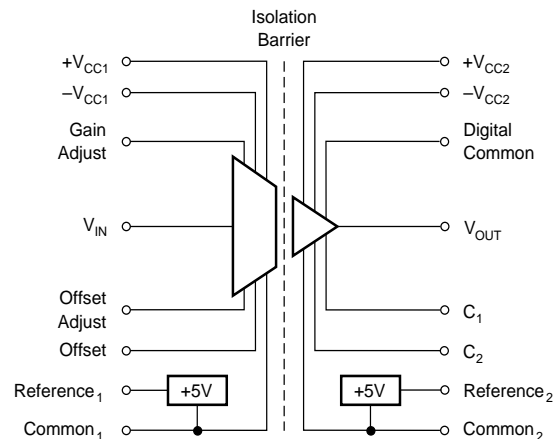 Isolation
Barrier
+VCC1
–VCC1
Gain
Adjust
VIN
Offset
Adjust
Offset
Reference1
+5V
Common1
+VCC2
–VCC2
Digital
Common
VOUT
C1
C2
+5V
Reference2
Common2